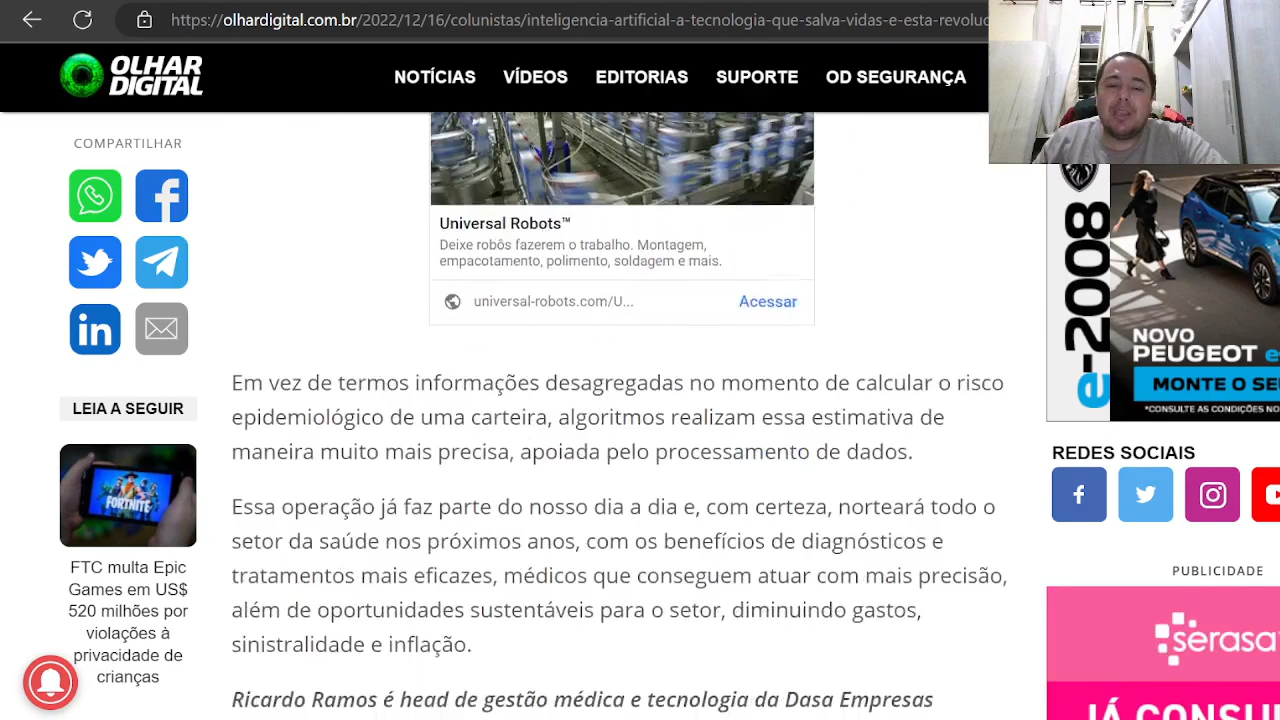 https://olhardigital.com.br/2022/12/16/colunistas/inteligencia-artificial-a-tecnologia-que-salva-vidas-e-esta-revoluc
OLHAR
DIGITAL
NOTÍCIAS
VÍDEOS
EDITORIAS
SUPORTE
OD SEGURANÇA
COMPARTILHAR
LEIA A SEGUIR
FORTNITE
FTC multa Epic
Games em US$
520 milhões por
violações à
privacidade de
crianças
Universal Robots™
Deixe robôs fazerem o trabalho. Montagem,
empacotamento, polimento, soldagem e mais.
universal-robots.com/U...
Acessar
Em vez de termos informações desagregadas no momento de calcular o risco
epidemiológico de uma carteira, algoritmos realizam essa estimativa de
maneira muito mais precisa, apoiada pelo processamento de dados.
Essa operação já faz parte do nosso dia a dia e, com certeza, norteará todo o
setor da saúde nos próximos anos, com os benefícios de diagnósticos e
tratamentos mais eficazes, médicos que conseguem atuar com mais precisão,
além de oportunidades sustentáveis para o setor, diminuindo gastos,
sinistralidade e inflação.
Ricardo Ramos é head de gestão médica e tecnologia da Dasa Empresas
e-2008
NOVO
PEUGEOT e
MONTE O SE
*CONSULTE AS CONDIÇÕES NO
REDES SOCIAIS
PUBLICIDADE
serasa
JÁ CONSU